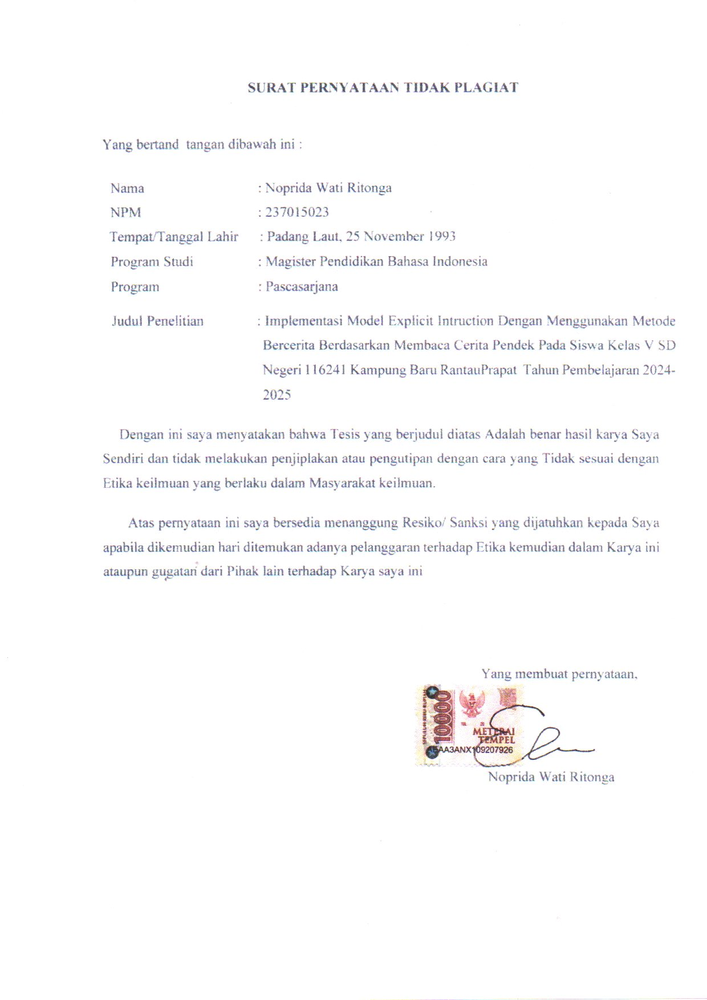 SURAT PERNYATAAN TIDAK PLAGIAT
Yang bertand tangan dibawah ini :
Nama : Noprida Wati Ritonga
NPM : 237015023
Tempat/Tanggal Lahir : Padang Laut, 25 November 1993
Program Studi : Magister Pendidikan Bahasa Indonesia
Program : Pascasarjana
Judul Penelitian : Implementasi Model Explicit Intruction Dengan Menggunakan Metode
Bercerita Berdasarkan Membaca Cerita Pendek Pada Siswa Kelas V SD
Negeri 116241 Kampung Baru RantauPrapat Tahun Pembelajaran 2024-
2025
Dengan ini saya menyatakan bahwa Tesis yang berjudul diatas Adalah benar hasil karya Saya
Sendiri dan tidak melakukan penjiplakan atau pengutipan dengan cara yang Tidak sesuai dengan
Etika keilmuan yang berlaku dalam Masyarakat keilmuan.
Atas pernyataan ini saya bersedia menanggung Resiko/ Sanksi yang dijatuhkan kepada Saya
apabila dikemudian hari ditemukan adanya pelanggaran terhadap Etika kemudian dalam Karya ini
ataupun gugatan dari Pihak lain terhadap Karya saya ini
Yang membuat pernyataan,
SEPULUH RIBU RUPIAH
10000
METERAI
TEMPEL
Noprida Wati Ritonga